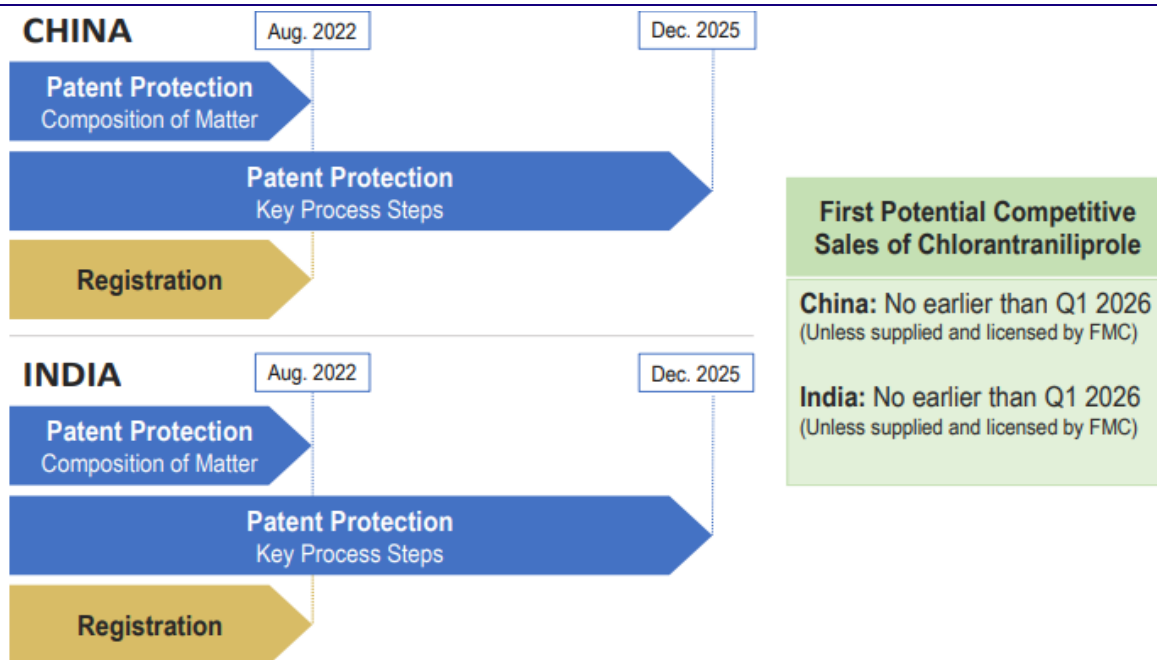 CHINA
Aug. 2022
Dec. 2025
Patent Protection
Composition of Matter
Patent Protection
Key Process Steps
Registration
INDIA
Aug. 2022
Dec. 2025
Patent Protection
Composition of Matter
Patent Protection
Key Process Steps
Registration
First Potential Competitive
Sales of Chlorantraniliprole
China: No earlier than Q1 2026
(Unless supplied and licensed by FMC)
India: No earlier than Q1 2026
(Unless supplied and licensed by FMC)